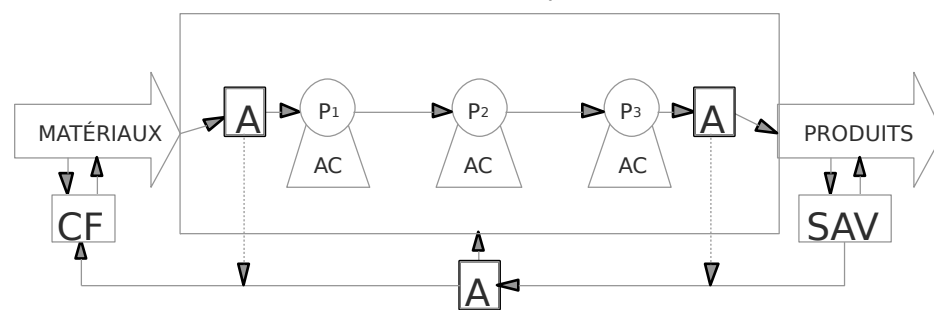 MATÉRIAUX
A
P1
P2
P3
A
PRODUITS
AC
AC
AC
CF
SAV
A